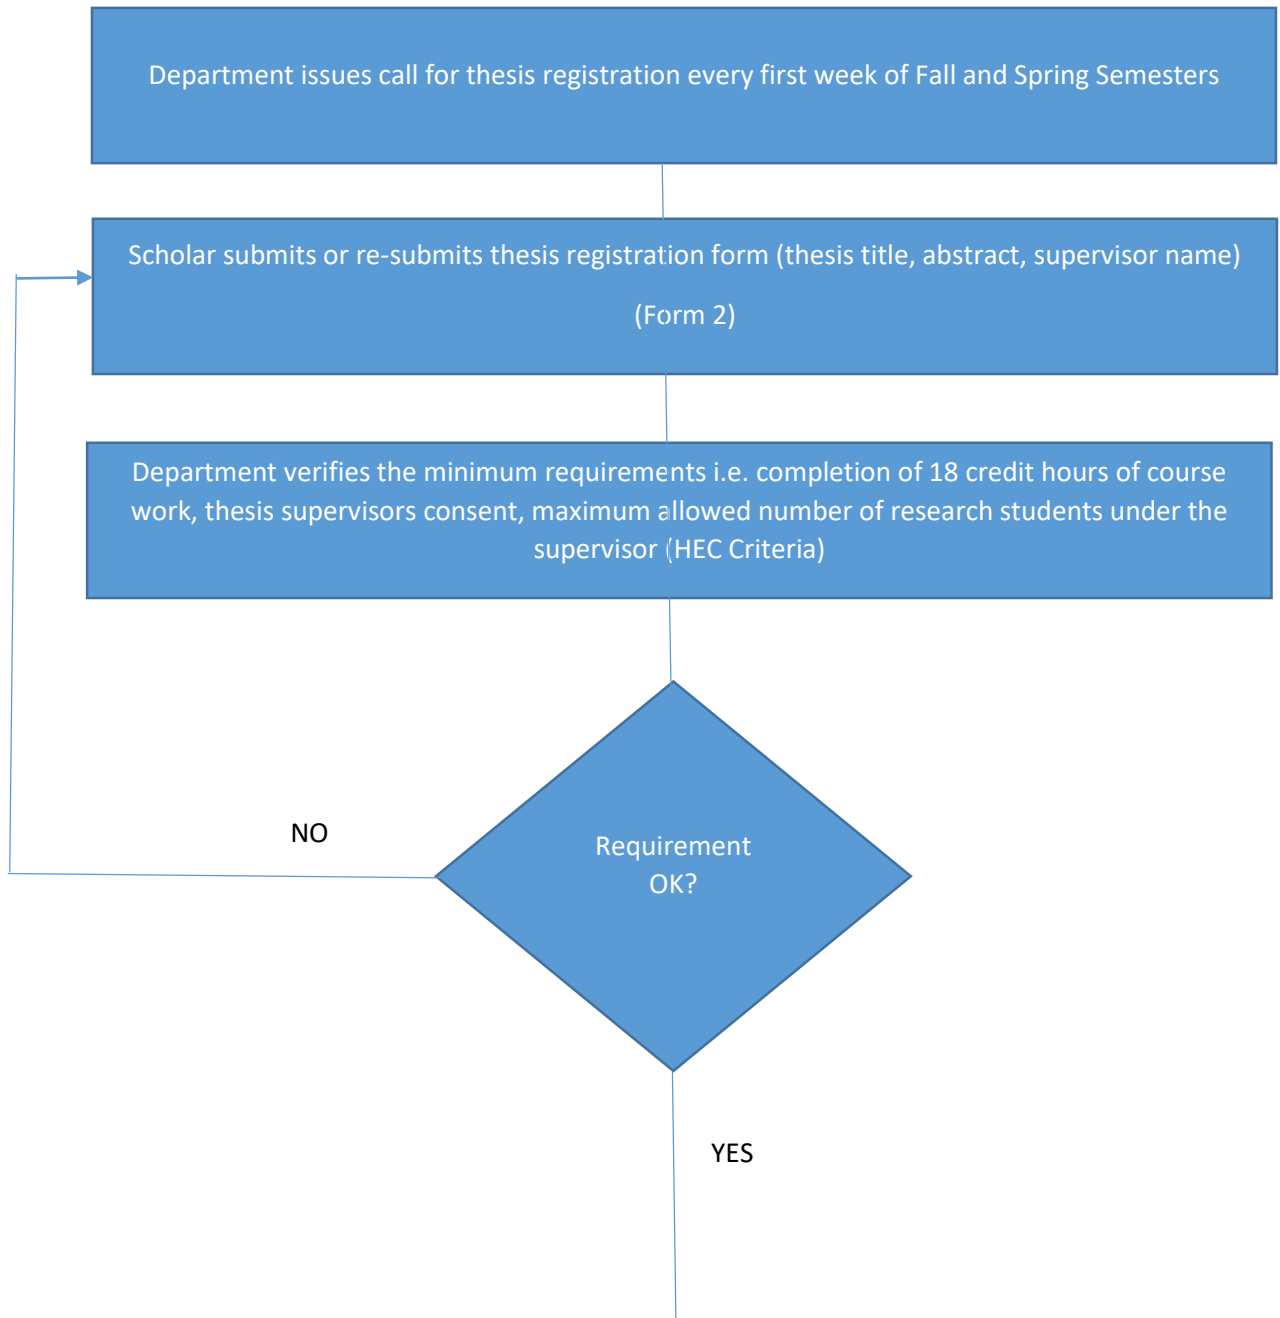 Department issues call for thesis registration every first week of Fall and Spring Semesters
Scholar submits or re-submits thesis registration form (thesis title, abstract, supervisor name)
(Form 2)
Department verifies the minimum requirements i.e. completion of 18 credit hours of course
work, thesis supervisors consent, maximum allowed number of research students under the
supervisor (HEC Criteria)
NO
Requirement
OK?
YES